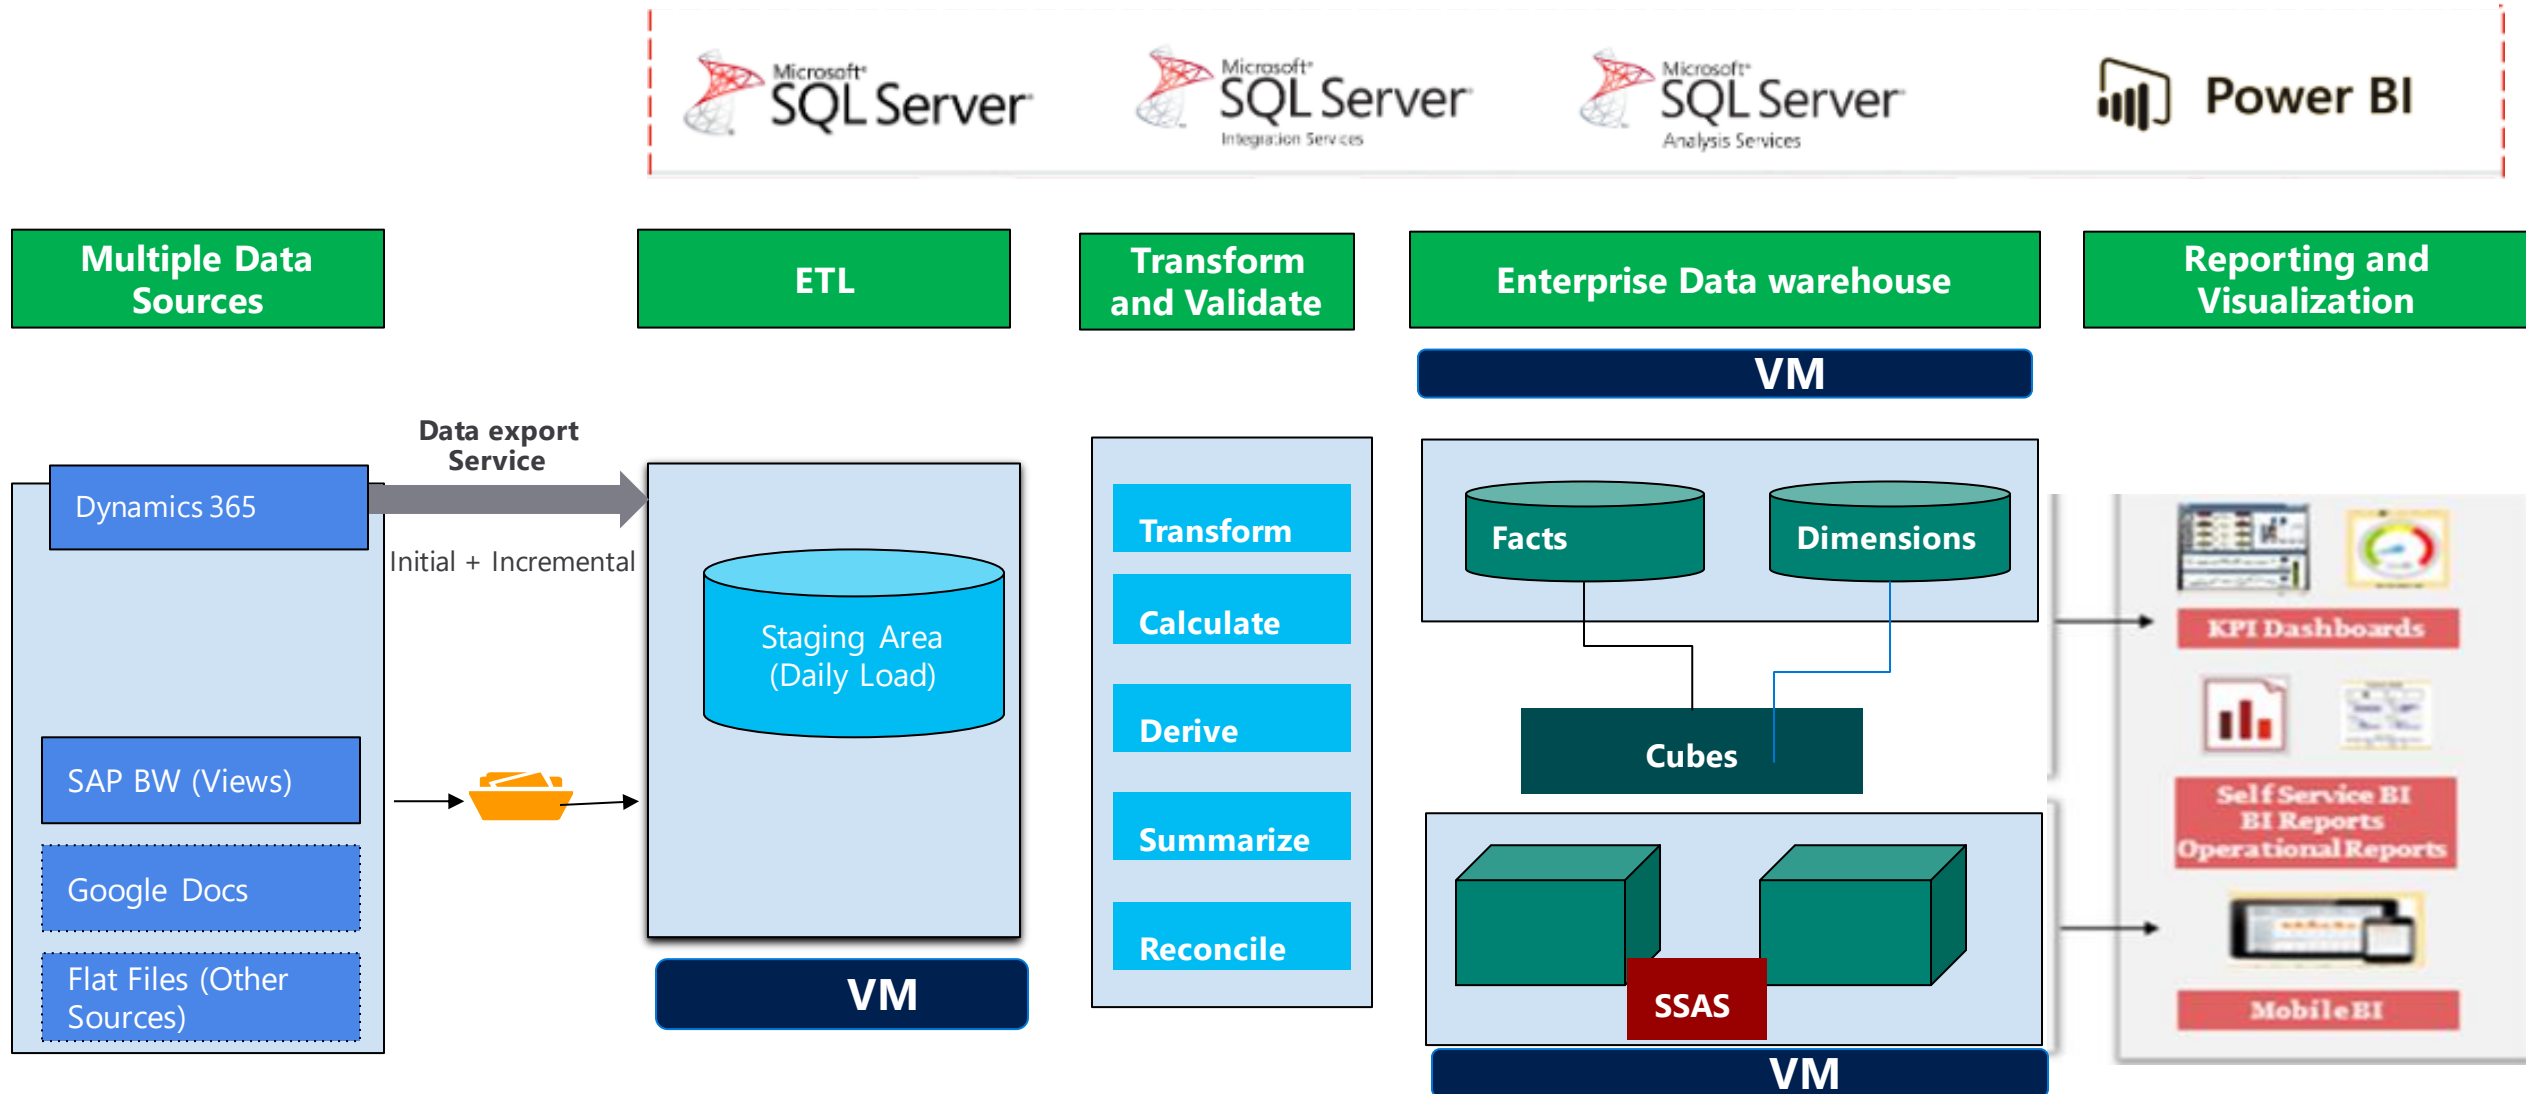 Microsoft®
SQL Server
Microsoft®
SQL Server
Integration Services
Microsoft®
SQL Server
Analysis Services
Power BI
Multiple Data
Sources
ETL
Transform
and Validate
Enterprise Data warehouse
Reporting and
Visualization
VM
Data export
Service
Dynamics 365
Initial + Incremental
Staging Area
(Daily Load)
SAP BW (Views)
Google Docs
Flat Files (Other
Sources)
VM
Transform
Calculate
Derive
Summarize
Reconcile
Facts
Dimensions
Cubes
SSAS
VM
KPI Dashboards
Self Service BI
BI Reports
Operational Reports
Mobile BI